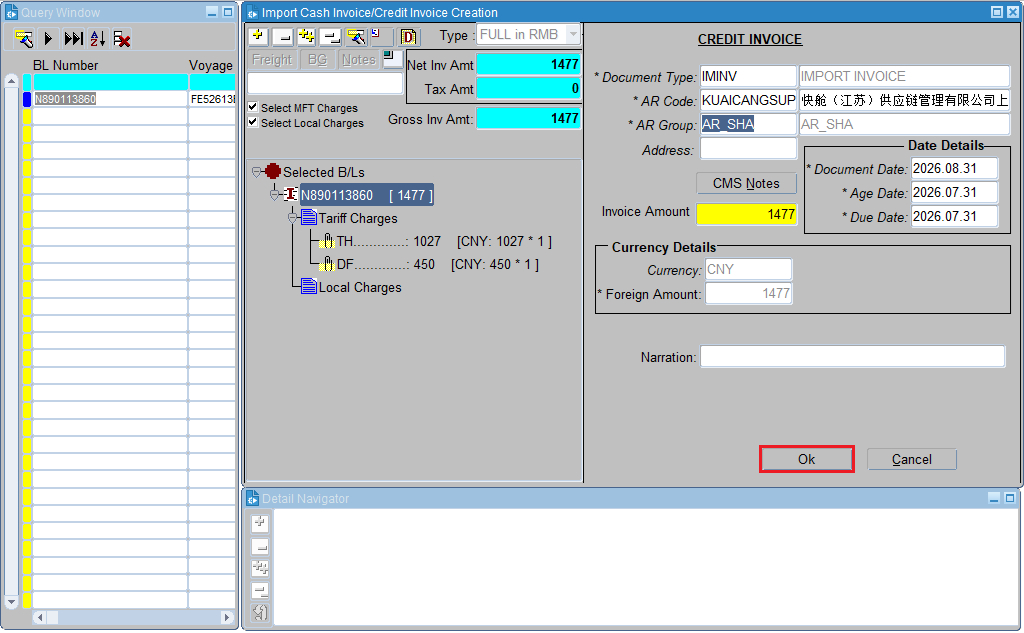 Query Window
BL Number Voyage
N890113860 FE52613
Import Cash Invoice/Credit Invoice Creation
Type : FULL in RMB
Freight BG Notes
Net Inv Amt 1477
Tax Amt 0
Select MFT Charges
Select Local Charges
Gross Inv Amt: 1477
Selected B/Ls
N890113860 [ 1477 ]
Tariff Charges
TH.............: 1027 [CNY: 1027 * 1 ]
DF.............: 450 [CNY: 450 * 1 ]
Local Charges
CREDIT INVOICE
* Document Type: IMINV IMPORT INVOICE
* AR Code: KUAICANGSUP 快舱（江苏）供应链管理有限公司上
* AR Group: AR_SHA AR_SHA
Address:
Date Details
* Document Date: 2026.08.31
* Age Date: 2026.07.31
* Due Date: 2026.07.31
CMS Notes
Invoice Amount 1477
Currency Details
Currency: CNY
* Foreign Amount: 1477
Narration:
Ok Cancel
Detail Navigator